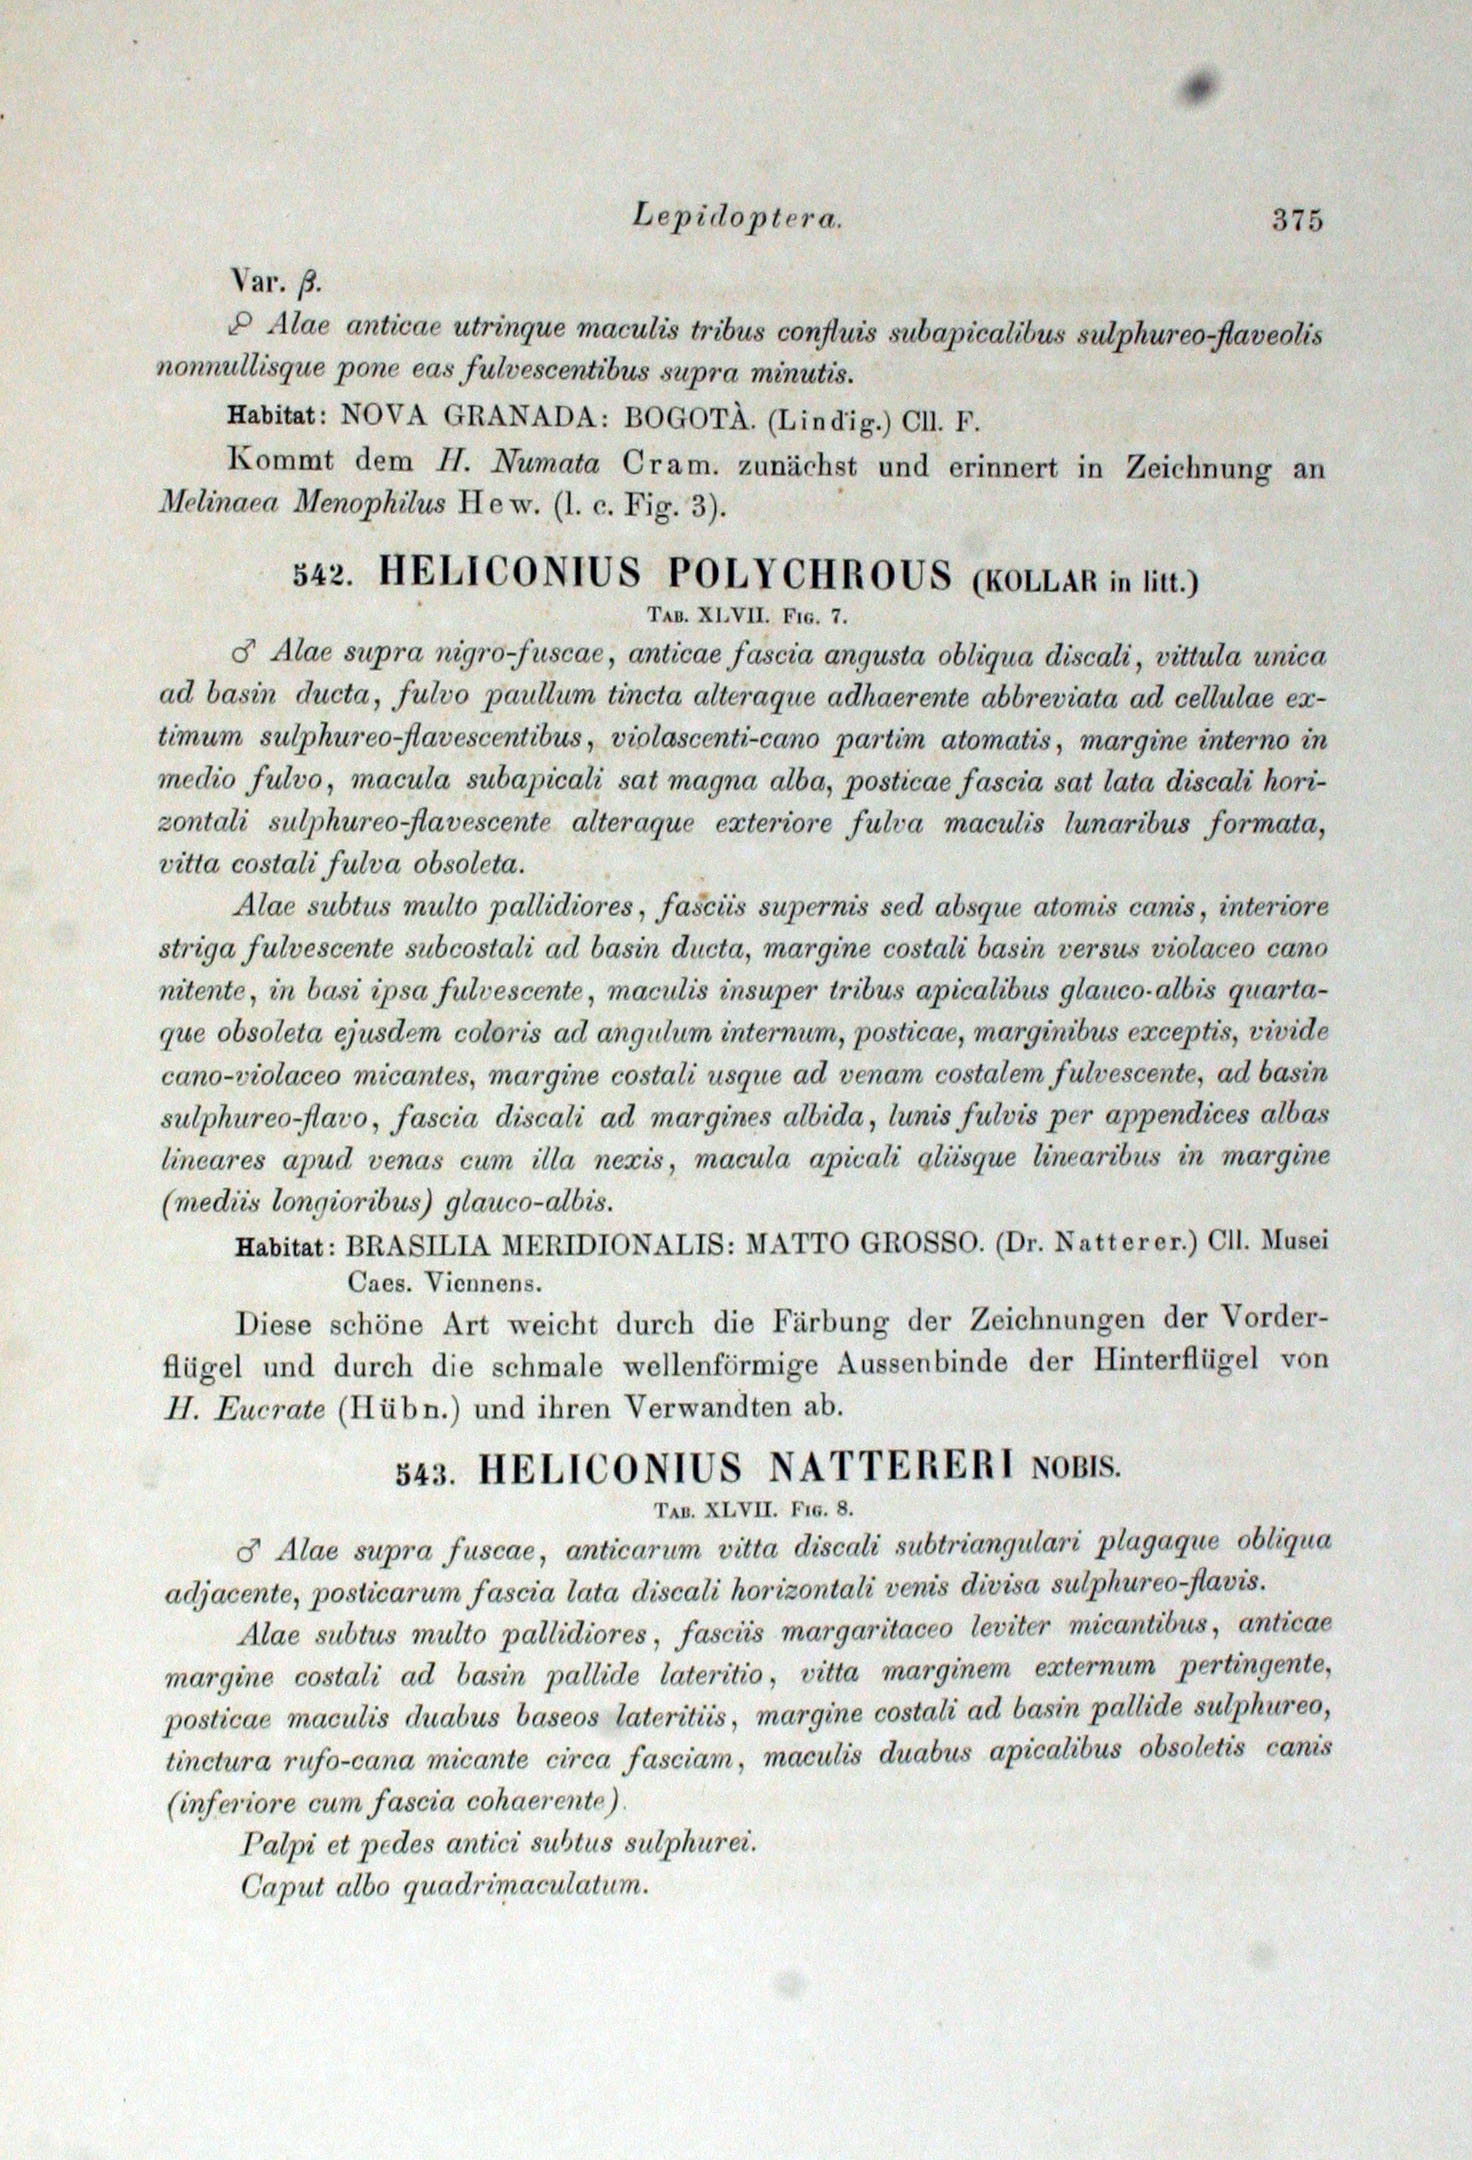 Lepidoptera. 375
Var. β.
Alae anticae utrinque maculis tribus confluis subapicalibus sulphureo-flaveolis
nonnullisque pone eas fulvescentibus supra minutis.
Habitat: NOVA GRANADA: BOGOTÀ. (Lindig.) Cll. F.
Kommt dem H. Numata Cram. zunächst und erinnert in Zeichnung an
Melinaea Menophilus Hew. (l. c. Fig. 3).
542. HELICONIUS POLYCHROUS (KOLLAR in litt.)
TAB. XLVII. FIG. 7.
♂ Alae supra nigro-fuscae, anticae fascia angusta obliqua discali, vittula unica
ad basin ducta, fulvo paullum tincta alteraque adhaerente abbreviata ad cellulae ex-
timum sulphureo-flavescentibus, violascenti-cano partim atomatis, margine interno in
medio fulvo, macula subapicali sat magna alba, posticae fascia sat lata discali hori-
zontali sulphureo-flavescente alteraque exteriore fulva maculis lunaribus formata,
vitta costali fulva obsoleta.
Alae subtus multo pallidiores, fasciis supernis sed absque atomis canis, interiore
striga fulvescente subcostali ad basin ducta, margine costali basin versus violaceo cano
nitente, in basi ipsa fulvescente, maculis insuper tribus apicalibus glauco-albis quarta-
que obsoleta ejusdem coloris ad angulum internum, posticae, marginibus exceptis, vivide
cano-violaceo micantes, margine costali usque ad venam costalem fulvescente, ad basin
sulphureo-flavo, fascia discali ad margines albida, lunis fulvis per appendices albas
lineares apud venas cum illa nexis, macula apicali aliisque linearibus in margine
(mediis longioribus) glauco-albis.
Habitat: BRASILIA MERIDIONALIS: MATTO GROSSO. (Dr. Natterer.) Cll. Musei
Caes. Viennens.
Diese schöne Art weicht durch die Färbung der Zeichnungen der Vorder-
flügel und durch die schmale wellenförmige Aussenbinde der Hinterflügel von
H. Eucrate (Hübn.) und ihren Verwandten ab.
543. HELICONIUS NATTERERI NOBIS.
TAB. XLVII. FIG. 8.
♂ Alae supra fuscae, anticarum vitta discali subtriangulari plagaque obliqua
adjacente, posticarum fascia lata discali horizontali venis divisa sulphureo-flavis.
Alae subtus multo pallidiores, fasciis margaritaceo leviter micantibus, anticae
margine costali ad basin pallide lateritio, vitta marginem externum pertingente,
posticae maculis duabus baseos lateritiis, margine costali ad basin pallide sulphureo,
tinctura rufo-cana micante circa fasciam, maculis duabus apicalibus obsoletis canis
(inferiore cum fascia cohaerente).
Palpi et pedes antici subtus sulphurei.
Caput albo quadrimaculatum.